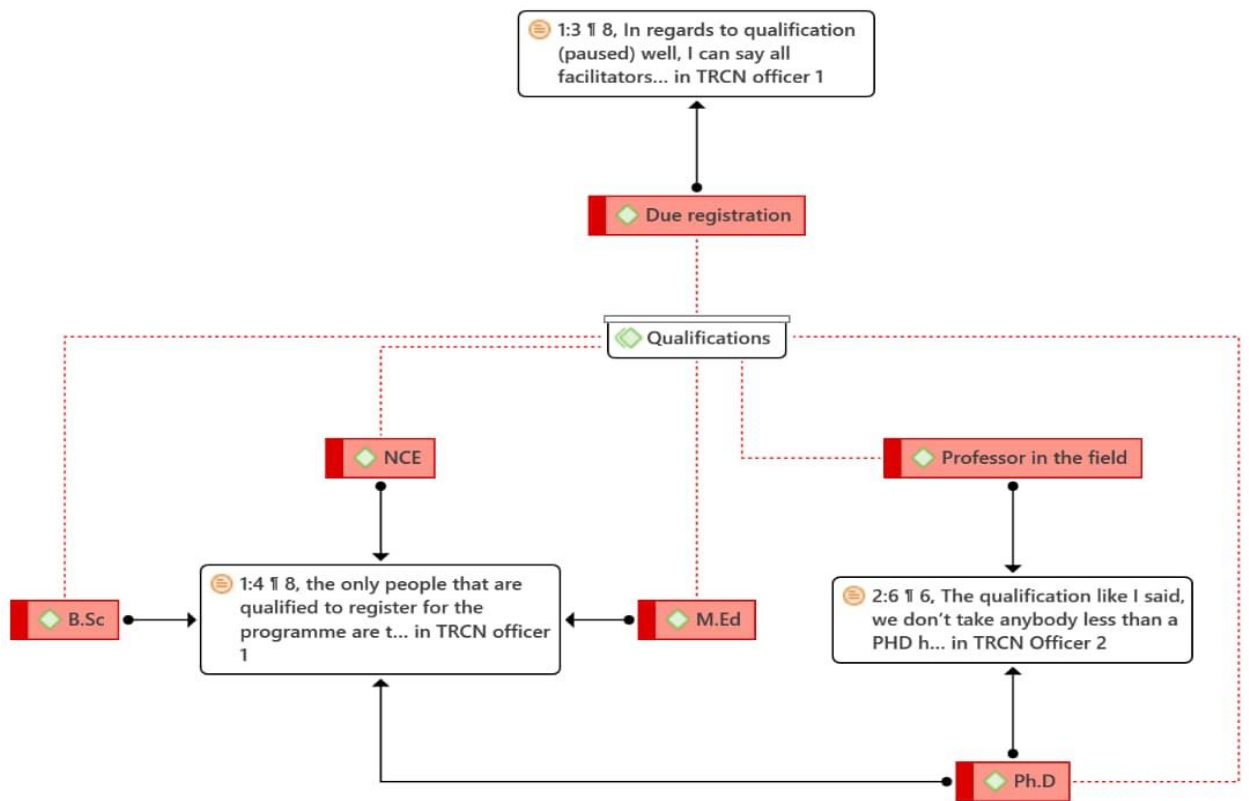 1:3 ¶ 8, In regards to qualification
(paused) well, I can say all
facilitators... in TRCN officer 1
Due registration
Qualifications
NCE
Professor in the field
1:4 ¶ 8, the only people that are
qualified to register for the
programme are t... in TRCN officer
1
B.Sc
M.Ed
2:6 ¶ 6, The qualification like I said,
we don't take anybody less than a
PHD h... in TRCN Officer 2
Ph.D